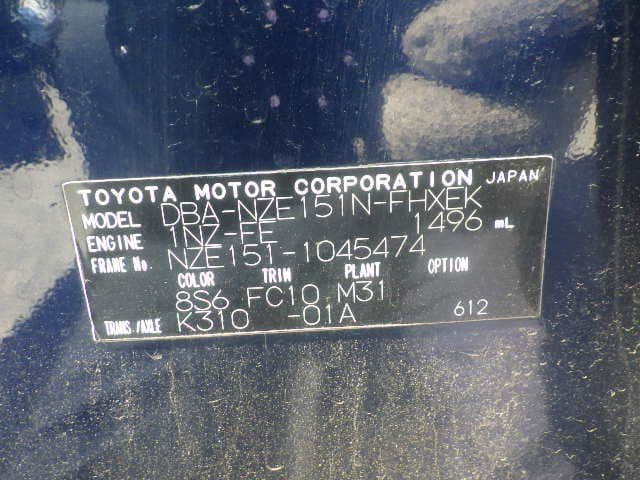 TOYOTA MOTOR CORPORATION JAPAN
MODEL DBA-NZE151N-FHXEK
ENGINE 1NZ-FE 1496 mL
FRAME No. NZE151-1045474
COLOR TRIM PLANT OPTION
8S6 FC10 M31
TRANS./AXLE K310 -01A 612